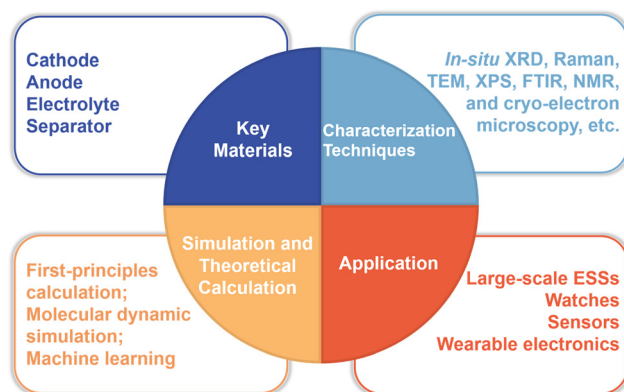 Cathode
Anode
Electrolyte
Separator
Key
Materials
In-situ XRD, Raman,
TEM, XPS, FTIR, NMR,
and cryo-electron
microscopy, etc.
Characterization
Techniques
First-principles
calculation;
Molecular dynamic
simulation;
Machine learning
Simulation and
Theoretical
Calculation
Application
Large-scale ESSs
Watches
Sensors
Wearable electronics